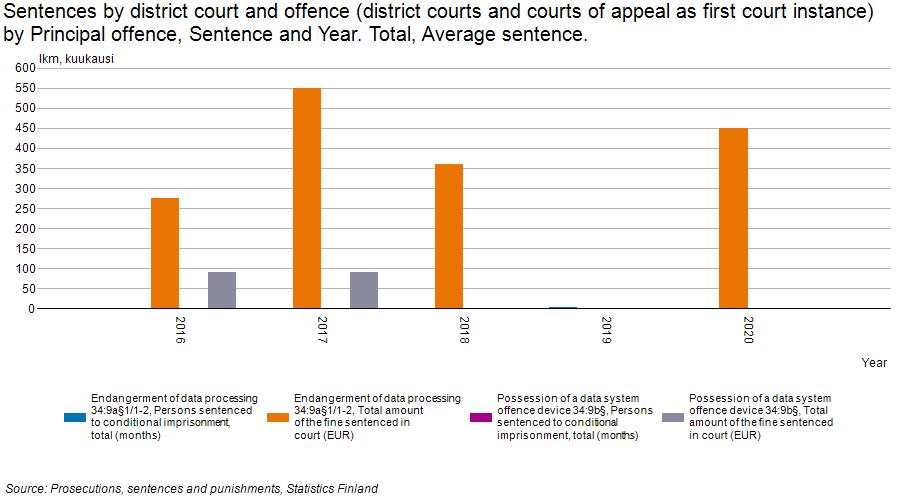 Sentences by district court and offence (district courts and courts of appeal as first court instance)
by Principal offence, Sentence and Year. Total, Average sentence.
lkm, kuukausi
600
550
500
450
400
350
300
250
200
150
100
50
0
2016
2017
2018
2019
2020
Year
Endangerment of data processing
34:9a§1/1-2, Persons sentenced
to conditional imprisonment,
total (months)
Endangerment of data processing
34:9a§1/1-2, Total amount
of the fine sentenced in
court (EUR)
Possession of a data system
offence device 34:9b§, Persons
sentenced to conditional
imprisonment, total (months)
Possession of a data system
offence device 34:9b§, Total
amount of the fine sentenced
in court (EUR)
Source: Prosecutions, sentences and punishments, Statistics Finland